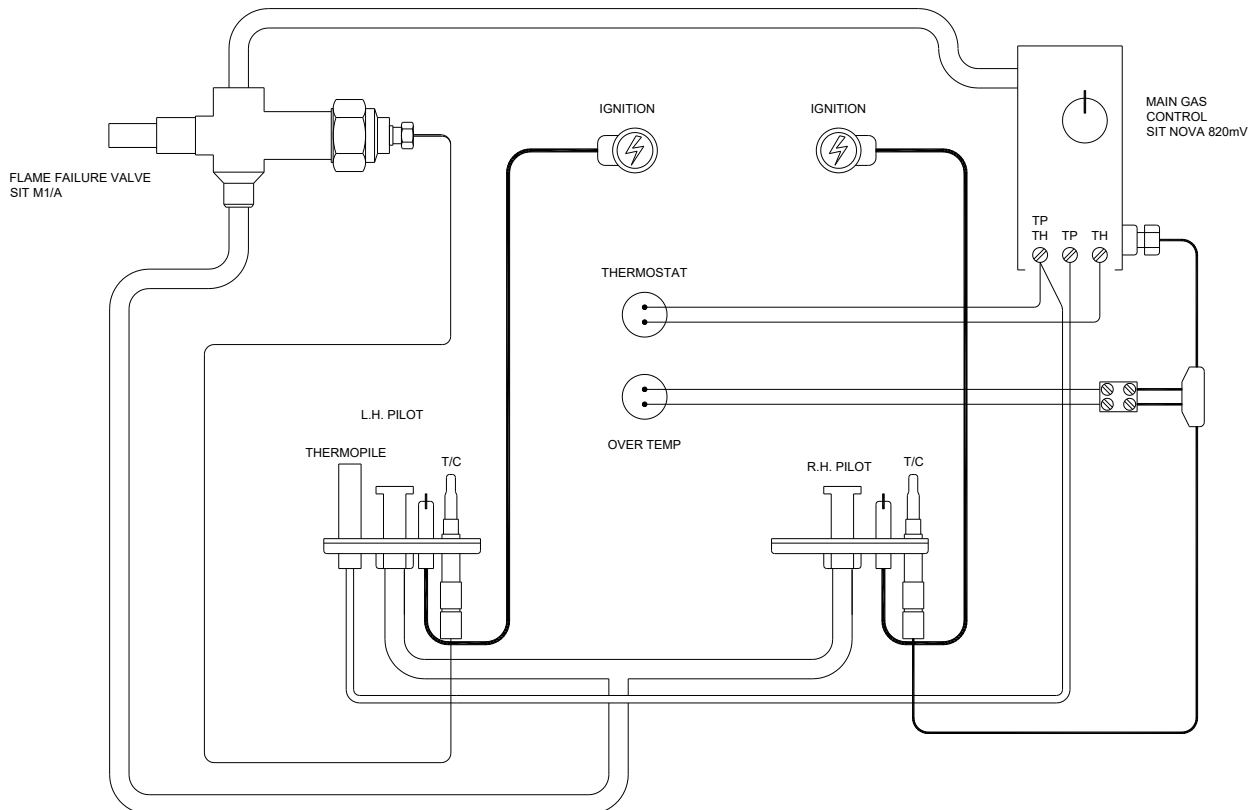 IGNITION
IGNITION
MAIN GAS
CONTROL
SIT NOVA 820mV
FLAME FAILURE VALVE
SIT M1/A
TP
TH
TP
TH
THERMOSTAT
L.H. PILOT
OVER TEMP
THERMOPILE
T/C
R.H. PILOT
T/C